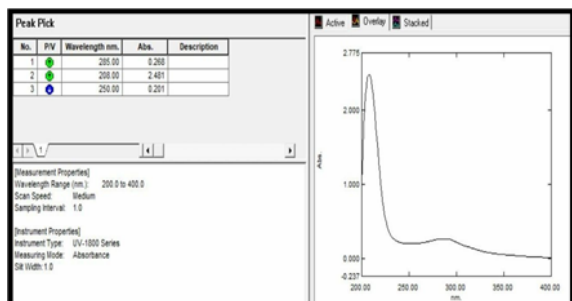 Peak Pick
No. P/V Wavelength nm. Abs. Description
1 285.00 0.268
2 208.00 2.481
3 250.00 0.201
1
[Measurement Properties]
Wavelength Range (nm.): 200.0 to 400.0
Scan Speed: Medium
Sampling Interval: 1.0
[Instrument Properties]
Instrument Type: UV-1800 Series
Measuring Mode: Absorbance
Slit Width: 1.0
Active Overlay Stacked
2.775
2.000
Abs.
1.000
0.000
-0.237
200.00 250.00 300.00 350.00 400.00
nm.